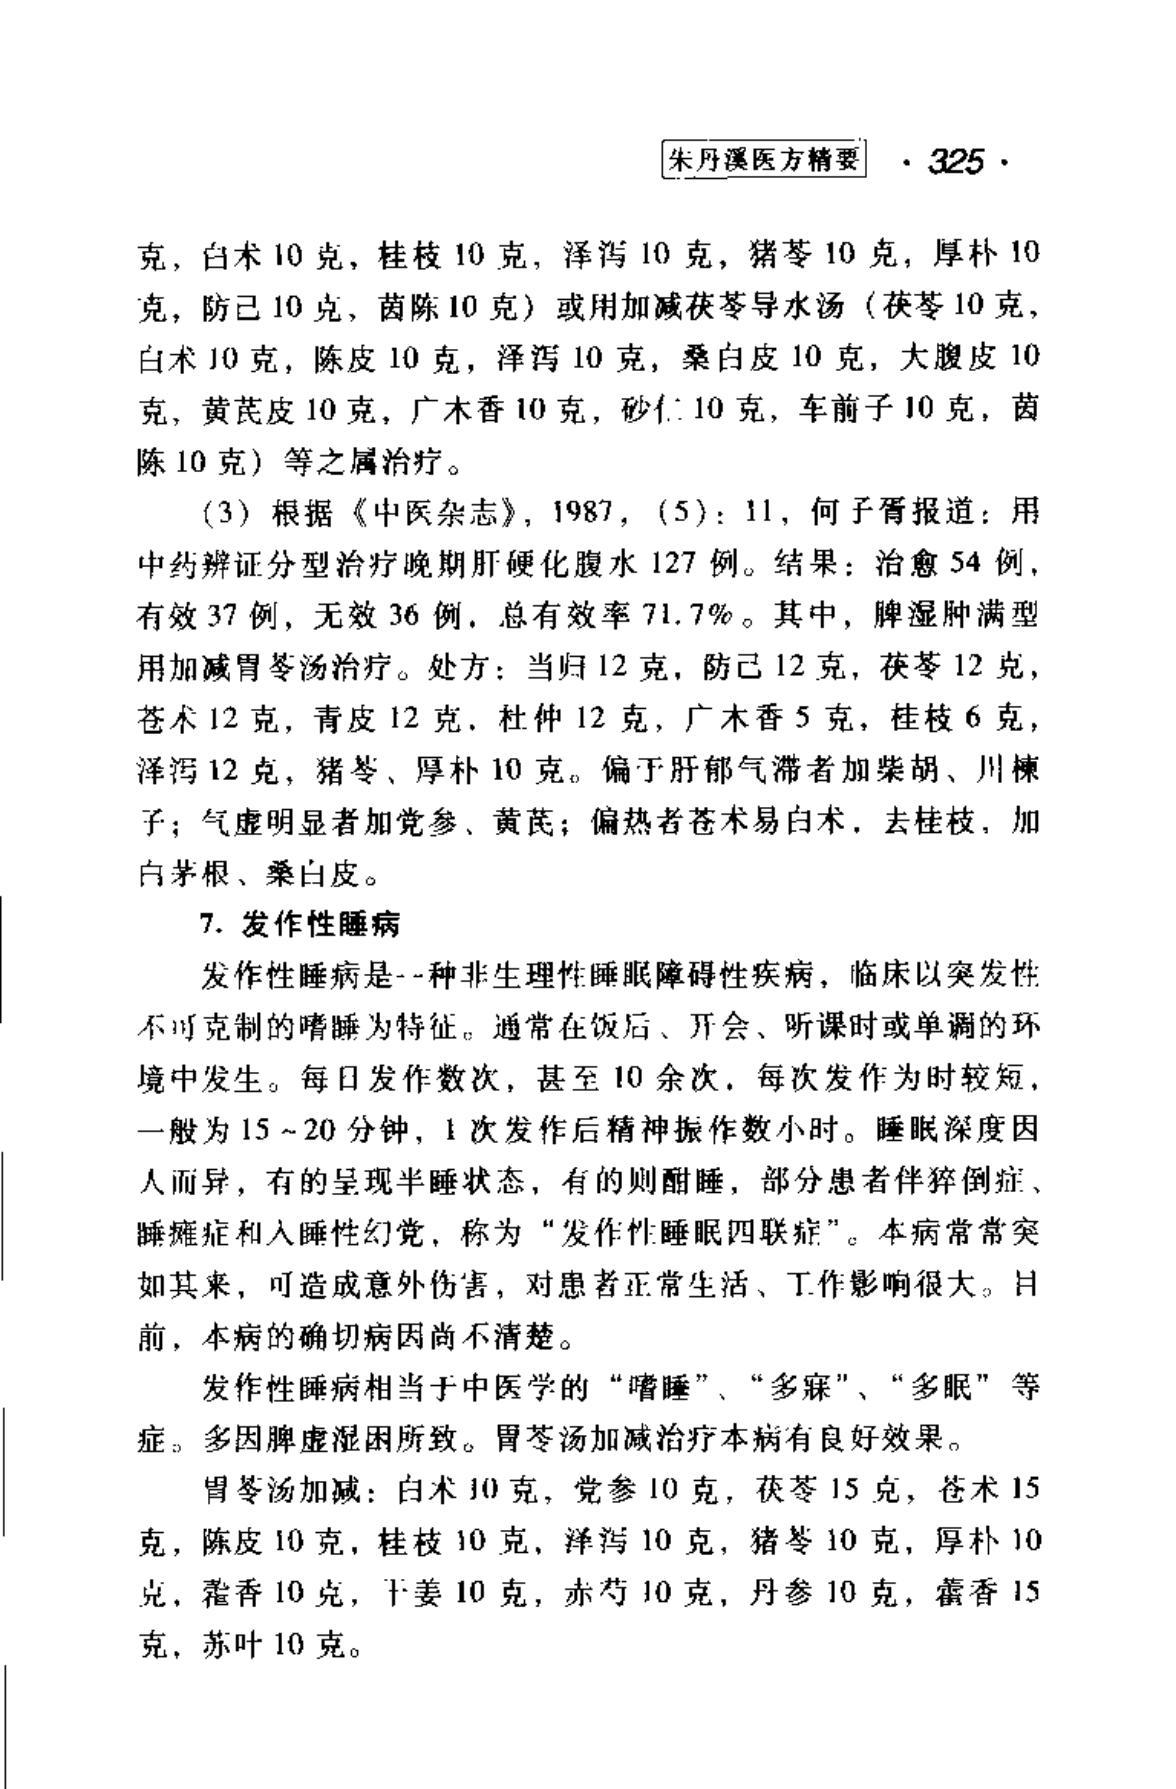 朱丹溪医方精要 · 325 ·
克，白术 10 克，桂枝 10 克，泽泻 10 克，猪苓 10 克，厚朴 10
克，防己 10 克，茵陈 10 克）或用加减茯苓导水汤（茯苓 10 克，
白术 10 克，陈皮 10 克，泽泻 10 克，桑白皮 10 克，大腹皮 10
克，黄芪皮 10 克，广木香 10 克，砂仁 10 克，车前子 10 克，茵
陈 10 克）等之属治疗。
（3）根据《中医杂志》，1987，（5）：11，何子胥报道：用
中药辨证分型治疗晚期肝硬化腹水 127 例。结果：治愈 54 例，
有效 37 例，无效 36 例，总有效率 71.7%。其中，脾湿肿满型
用加减胃苓汤治疗。处方：当归 12 克，防己 12 克，茯苓 12 克，
苍术 12 克，青皮 12 克，杜仲 12 克，广木香 5 克，桂枝 6 克，
泽泻 12 克，猪苓、厚朴 10 克。偏于肝郁气滞者加柴胡、川楝
子；气虚明显者加党参、黄芪；偏热者苍术易白术，去桂枝，加
白茅根、桑白皮。
7. 发作性睡病
发作性睡病是一种非生理性睡眠障碍性疾病，临床以突发性
不可克制的嗜睡为特征。通常在饭后、开会、听课时或单调的环
境中发生。每日发作数次，甚至 10 余次，每次发作为时较短，
一般为 15～20 分钟，1 次发作后精神振作数小时。睡眠深度因
人而异，有的呈现半睡状态，有的则酣睡，部分患者伴猝倒症、
睡瘫症和入睡性幻党，称为“发作性睡眠四联症”。本病常常突
如其来，可造成意外伤害，对患者正常生活、工作影响很大。目
前，本病的确切病因尚不清楚。
发作性睡病相当于中医学的“嗜睡”、“多寐”、“多眠”等
症。多因脾虚湿困所致。胃苓汤加减治疗本病有良好效果。
胃苓汤加减：白术 10 克，党参 10 克，茯苓 15 克，苍术 15
克，陈皮 10 克，桂枝 10 克，泽泻 10 克，猪苓 10 克，厚朴 10
克，藿香 10 克，干姜 10 克，赤芍 10 克，丹参 10 克，藿香 15
克，苏叶 10 克。